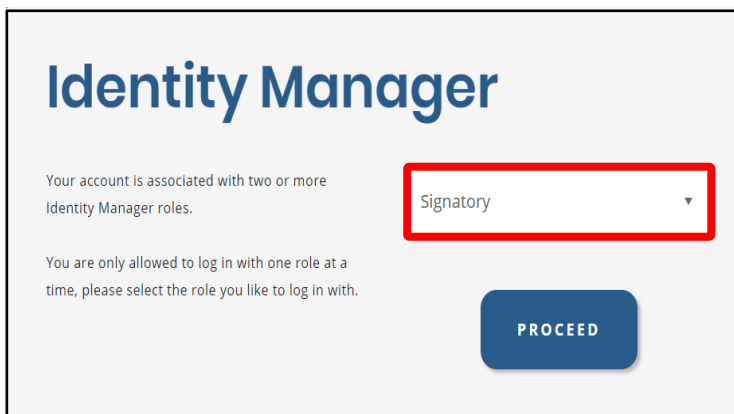 Identity Manager
Your account is associated with two or more
Identity Manager roles.
You are only allowed to log in with one role at a
time, please select the role you like to log in with.
Signatory
PROCEED